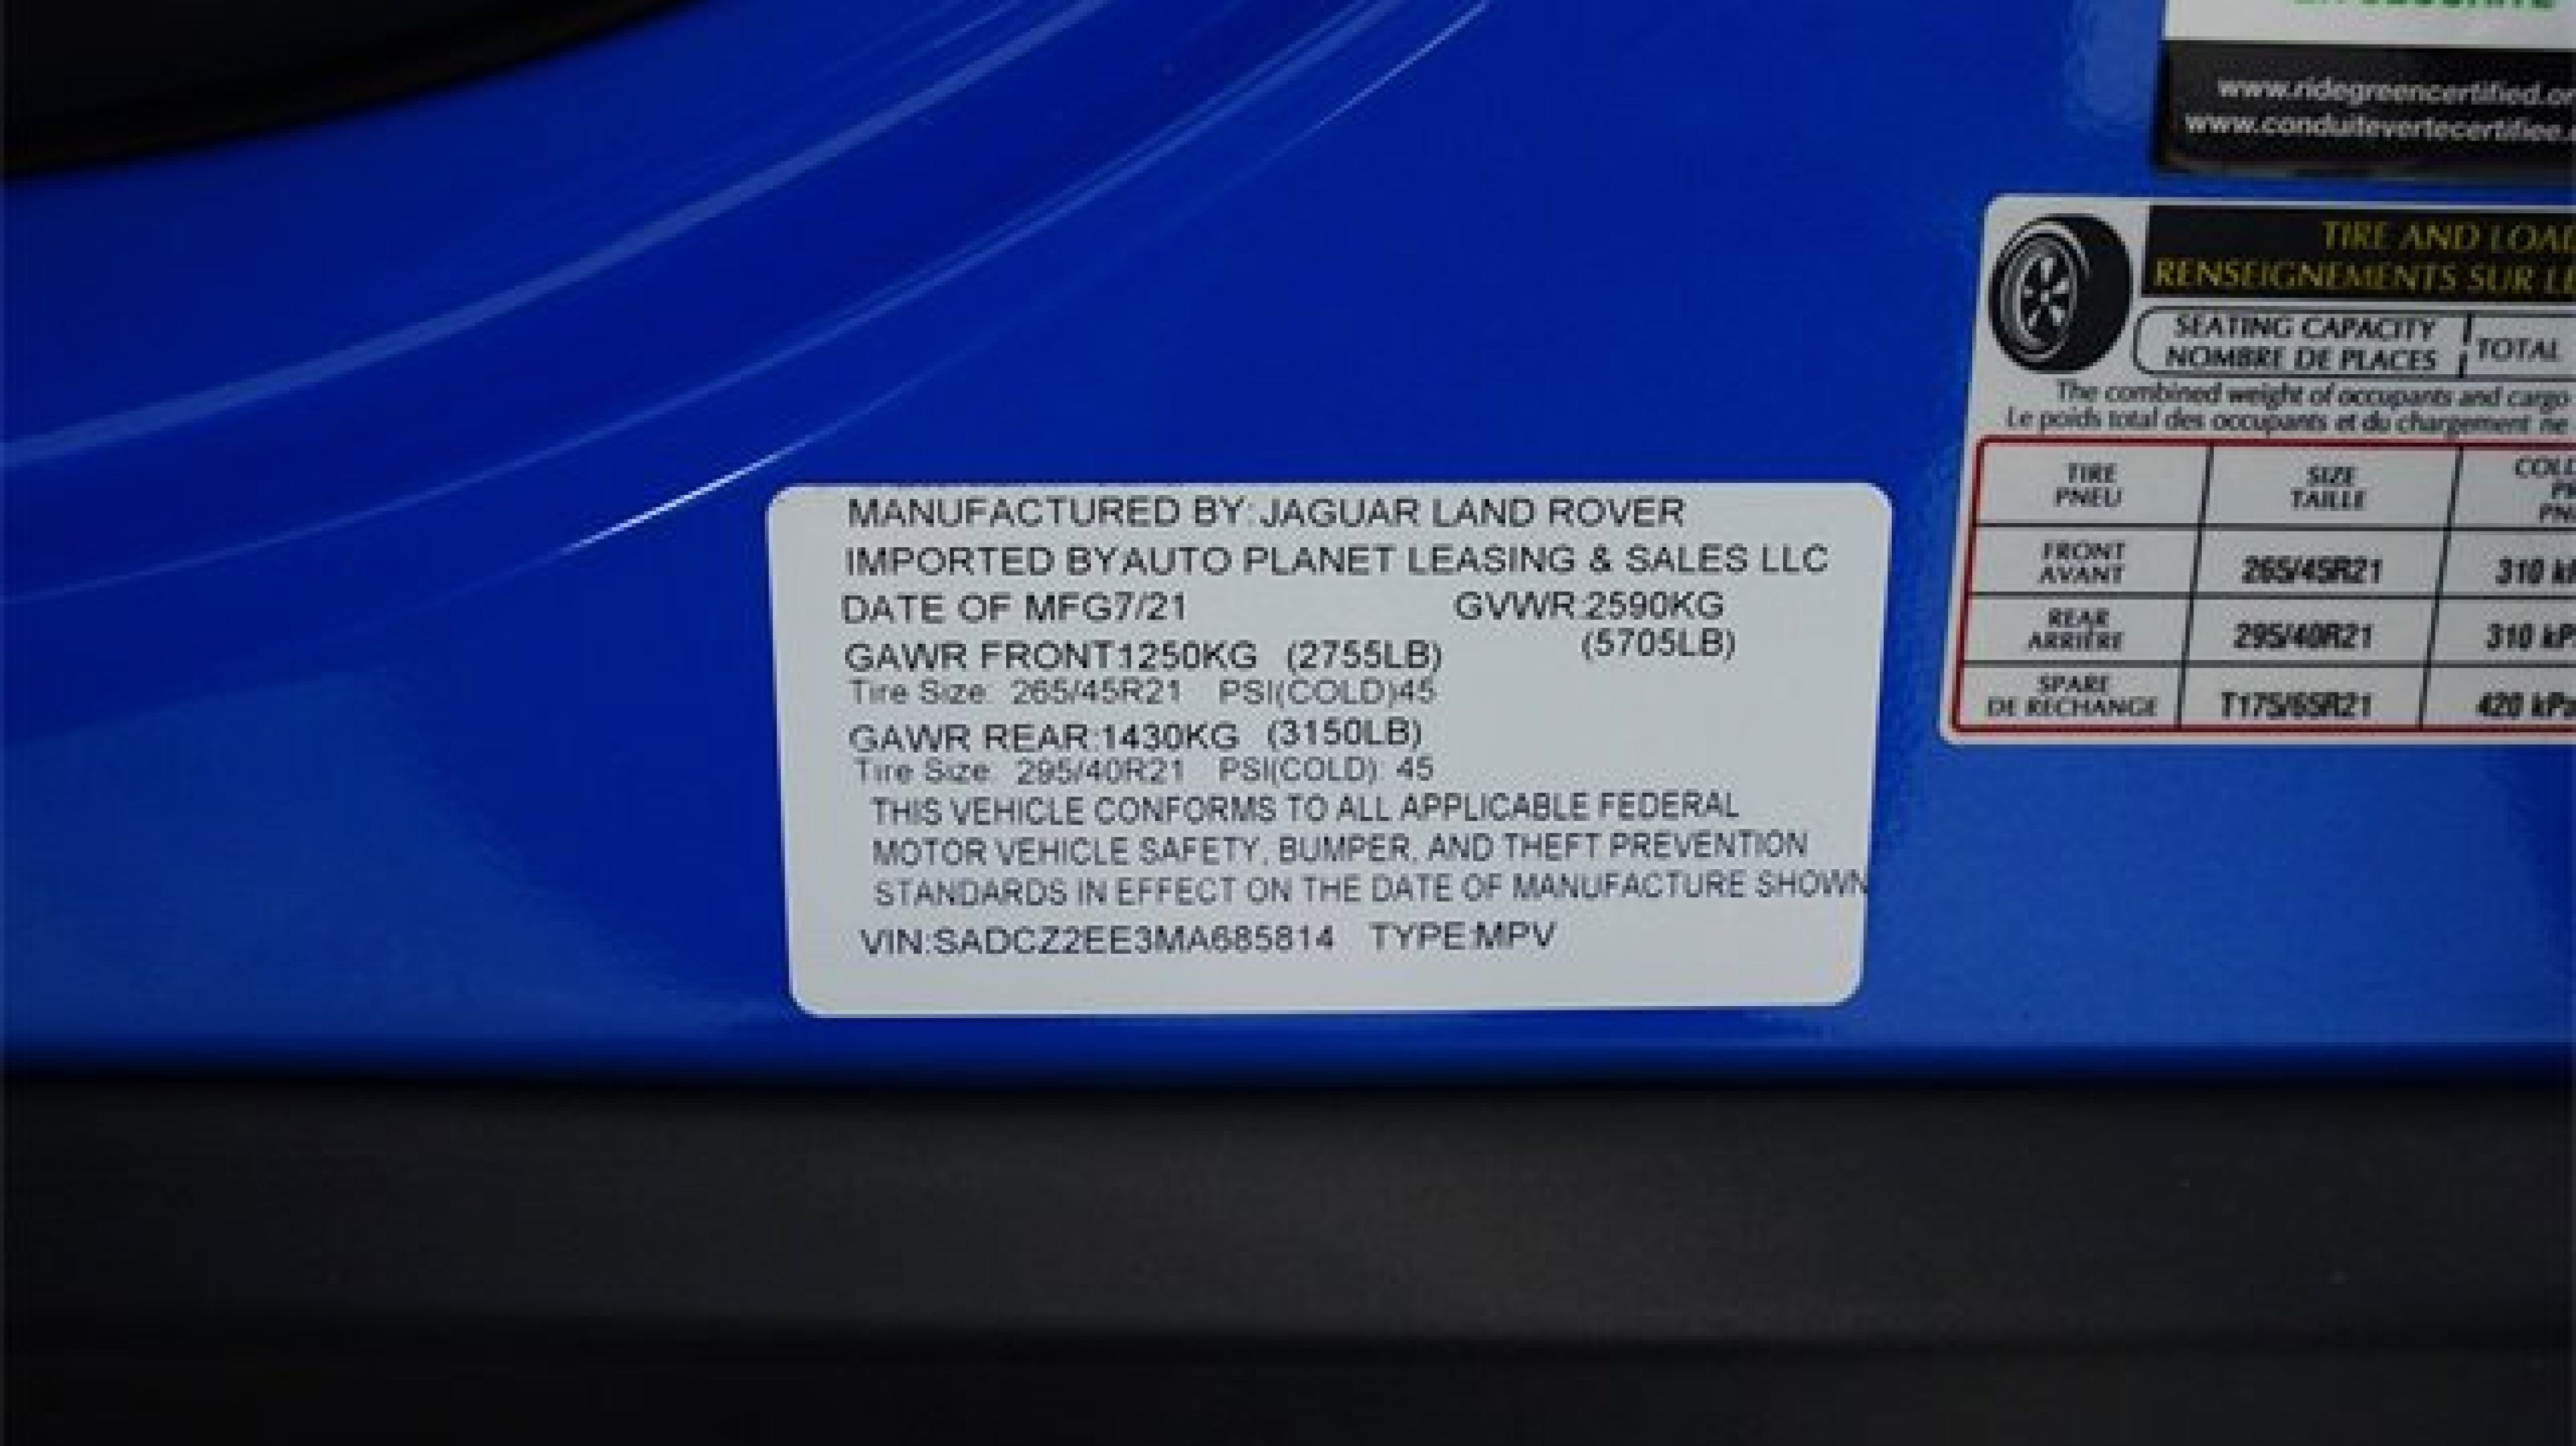 www.ridegreencertified.or
www.conduitevertecertifiee.
TIRE AND LOAD
RENSEIGNEMENTS SUR LE
SEATING CAPACITY
NOMBRE DE PLACES
TOTAL
The combined weight of occupants and cargo
Le poids total des occupants et du chargement ne
TIRE SIZE COLD
PNEU TAILLE
FRONT
AVANT 265/45R21 310 kP
REAR
ARRIÈRE 295/40R21 310 kP
SPARE
DE RECHANGE T175/65R21 420 kPa
MANUFACTURED BY: JAGUAR LAND ROVER
IMPORTED BY:AUTO PLANET LEASING & SALES LLC
DATE OF MFG7/21 GVWR:2590KG
(5705LB)
GAWR FRONT1250KG (2755LB)
Tire Size: 265/45R21 PSI(COLD)45
GAWR REAR:1430KG (3150LB)
Tire Size: 295/40R21 PSI(COLD): 45
THIS VEHICLE CONFORMS TO ALL APPLICABLE FEDERAL
MOTOR VEHICLE SAFETY, BUMPER, AND THEFT PREVENTION
STANDARDS IN EFFECT ON THE DATE OF MANUFACTURE SHOWN
VIN:SADCZ2EE3MA685814 TYPE:MPV